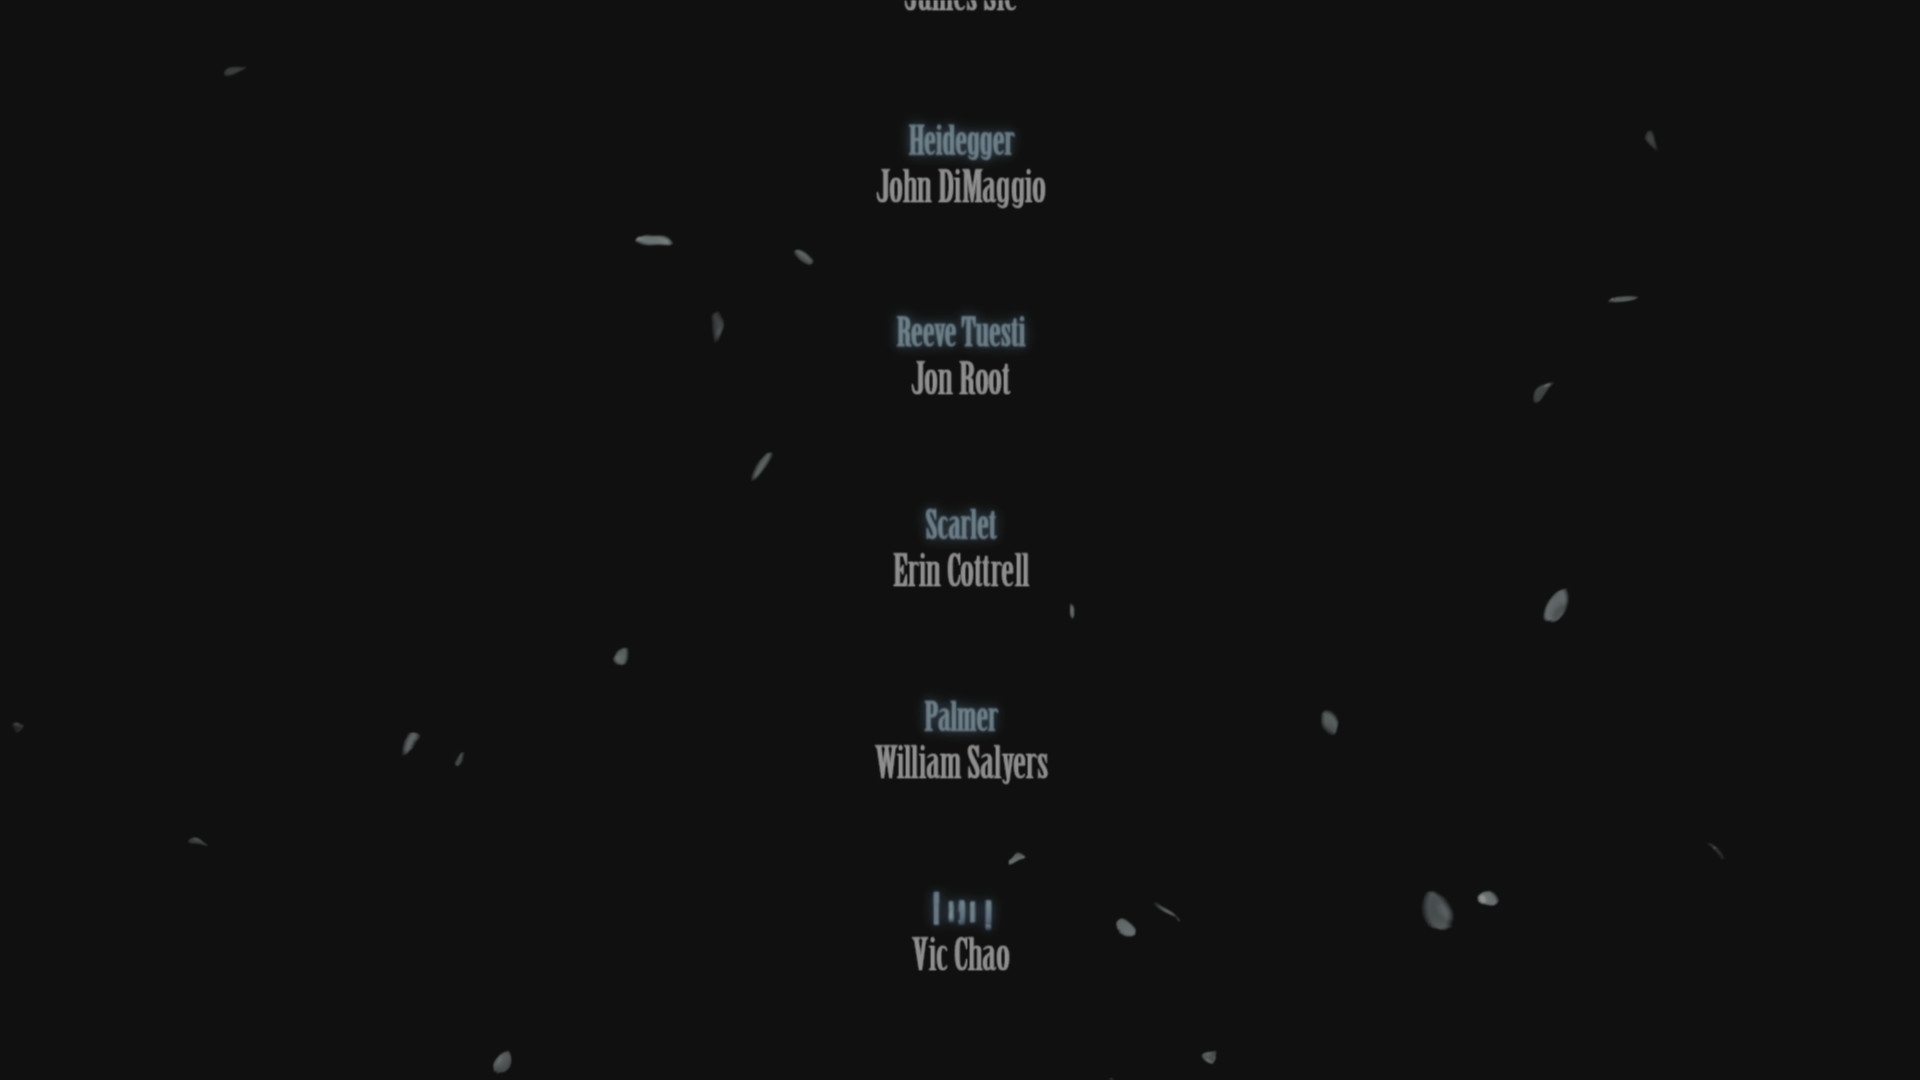 Heidegger
John DiMaggio
Reeve Tuesti
Jon Root
Scarlet
Erin Cottrell
Palmer
William Salyers
Vic Chao